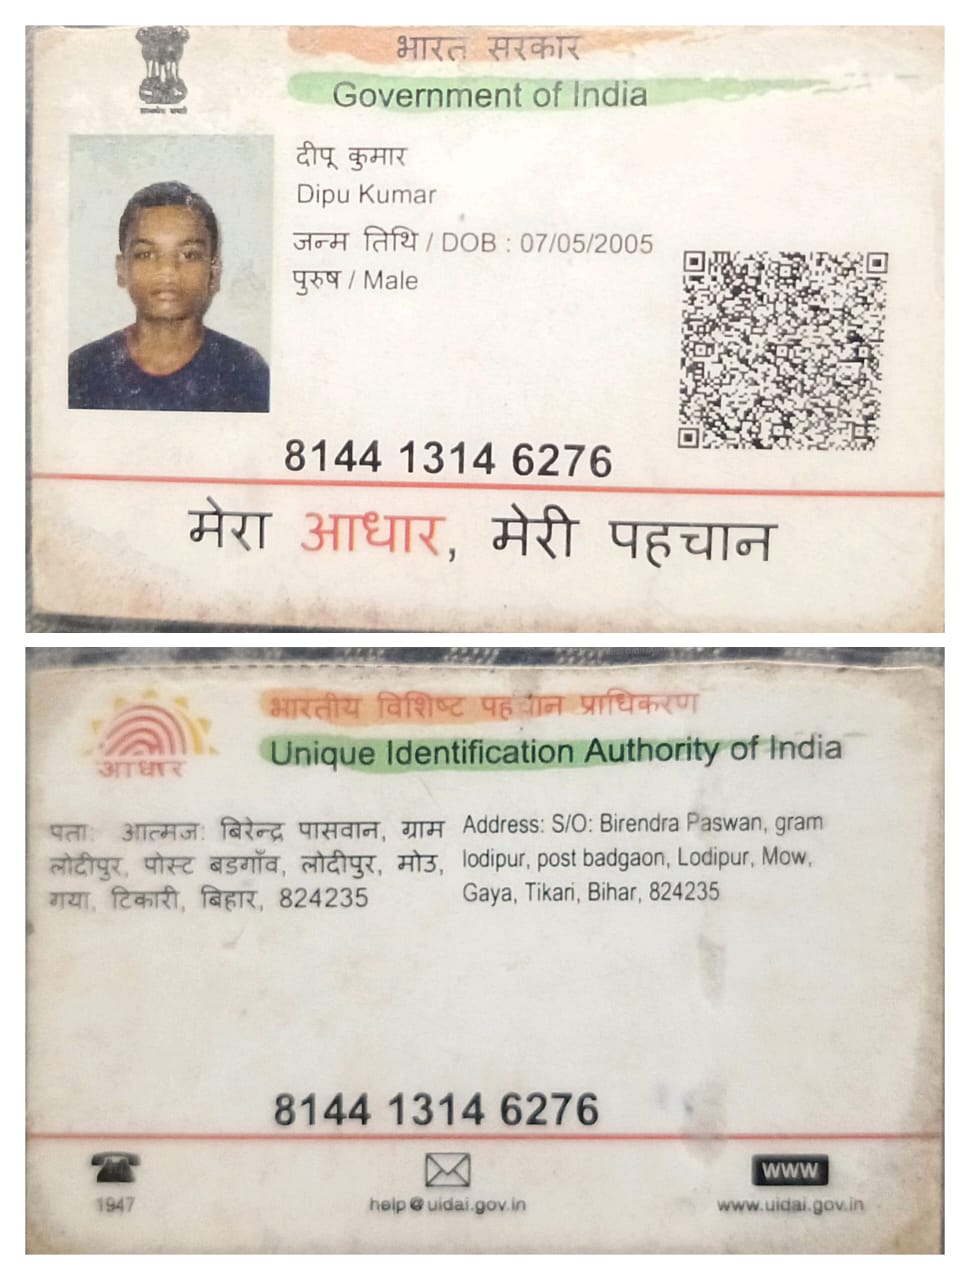 भारत सरकार
Government of India
दीपू कुमार
Dipu Kumar
जन्म तिथि / DOB : 07/05/2005
पुरुष / Male
8144 1314 6276
मेरा आधार, मेरी पहचान
भारतीय विशिष्ट पहचान प्राधिकरण
Unique Identification Authority of India
आधार
पता: आत्मज: बिरेन्द्र पासवान, ग्राम
लोदीपुर, पोस्ट बडगाँव, लोदीपुर, मोउ,
गया, टिकारी, बिहार, 824235
Address: S/O: Birendra Paswan, gram
lodipur, post badgaon, Lodipur, Mow,
Gaya, Tikari, Bihar, 824235
8144 1314 6276
1947
help@uidai.gov.in
www
www.uidai.gov.in